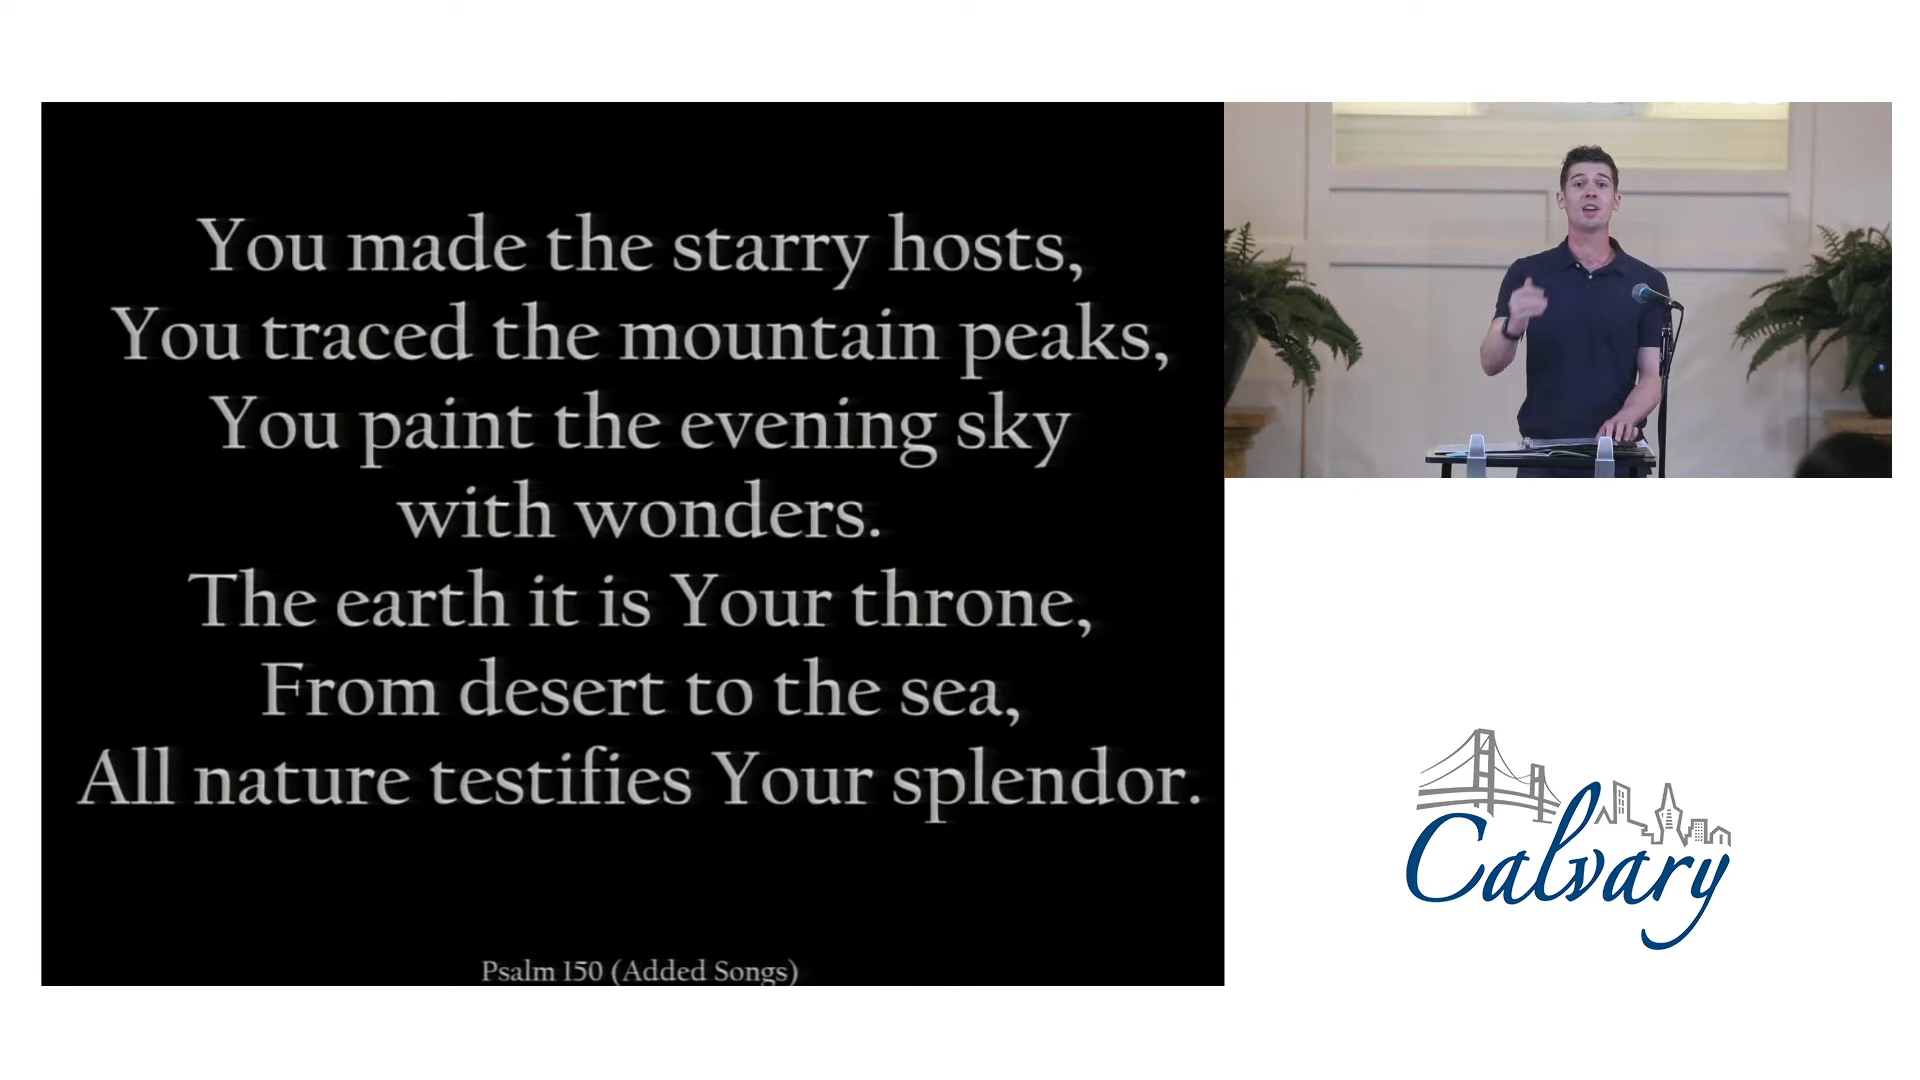 You made the starry hosts,
You traced the mountain peaks,
You paint the evening sky
with wonders.
The earth it is Your throne,
From desert to the sea,
All nature testifies Your splendor.
Psalm 150 (Added Songs)
Calvary